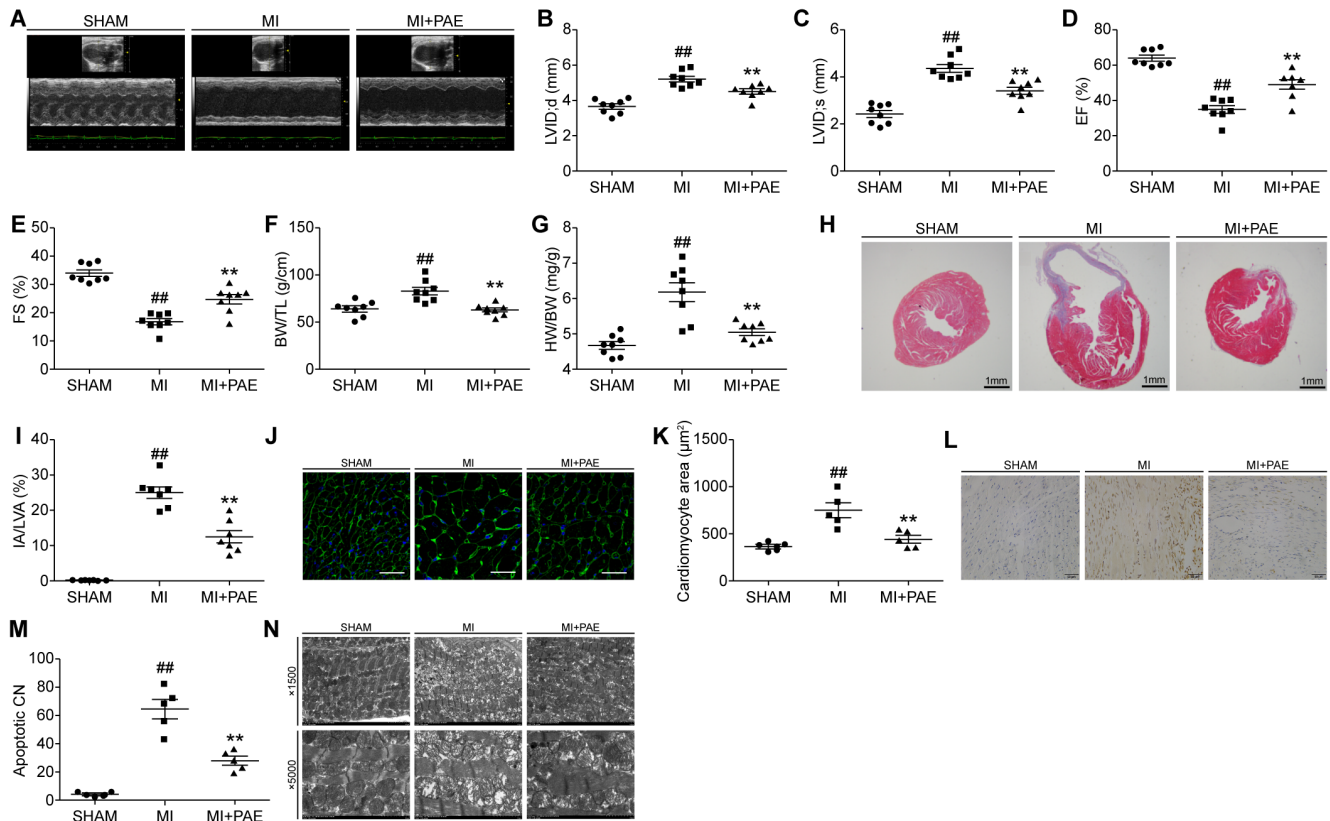 A
SHAM MI MI+PAE
B
LVID;d (mm)
8
6
4
2
0
##
**
SHAM MI MI+PAE
C
LVID;s (mm)
6
4
2
0
##
**
SHAM MI MI+PAE
D
EF (%)
80
60
40
20
0
##
**
SHAM MI MI+PAE
E
FS (%)
50
40
30
20
10
0
##
**
SHAM MI MI+PAE
F
BW/TL (g/cm)
150
100
50
0
##
**
SHAM MI MI+PAE
G
HW/BW (mg/g)
9
8
7
6
5
4
##
**
SHAM MI MI+PAE
H
SHAM MI MI+PAE
1mm 1mm 1mm
I
IA/LVA (%)
40
30
20
10
0
##
**
SHAM MI MI+PAE
J
SHAM MI MI+PAE
K
Cardiomyocyte area (μm²)
1500
1000
500
0
##
**
SHAM MI MI+PAE
L
SHAM MI MI+PAE
M
Apoptotic CN
100
80
60
40
20
0
##
**
SHAM MI MI+PAE
N
SHAM MI MI+PAE
×1500
×5000